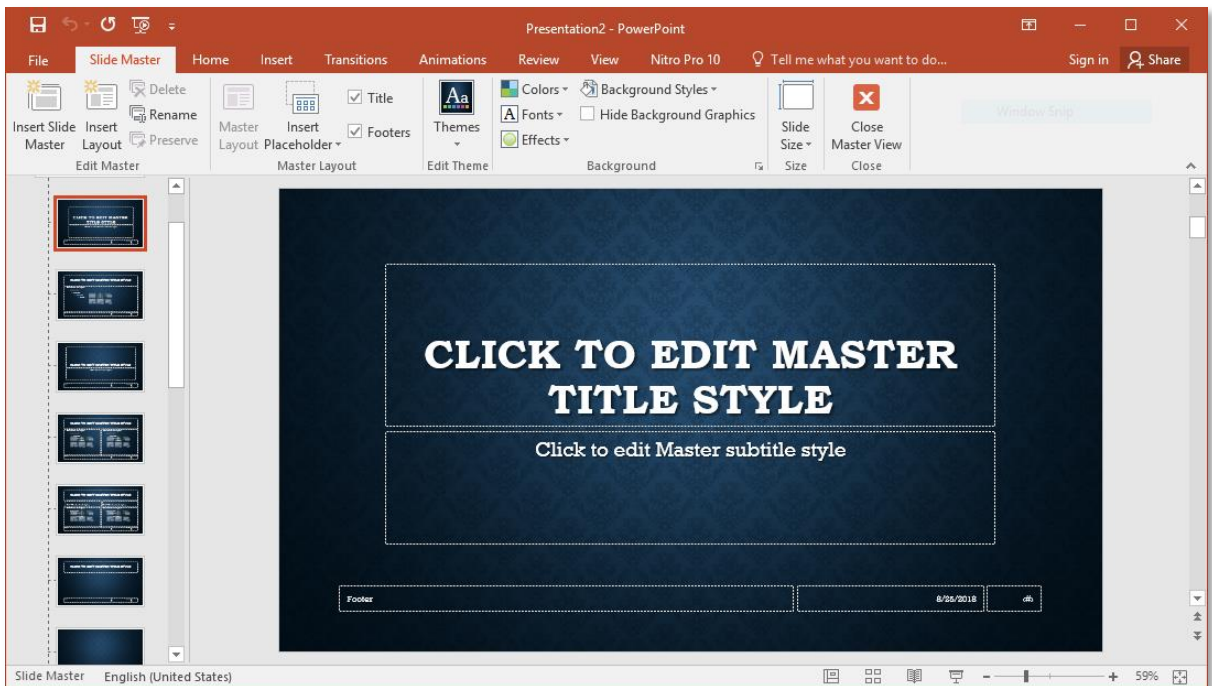 Presentation2 - PowerPoint
File Slide Master Home Insert Transitions Animations Review View Nitro Pro 10 Tell me what you want to do... Sign in Share
Insert Slide Master
Insert Layout
Delete
Rename
Preserve
Edit Master
Master Layout
Insert Placeholder
Title
Footers
Master Layout
Aa
Themes
Edit Theme
Colors
A Fonts
Effects
Background Styles
Hide Background Graphics
Background
Slide Size
Size
Close Master View
Close
Window Snip
CLICK TO EDIT MASTER
TITLE STYLE
Click to edit Master subtitle style
Footer
8/26/2018
‹#›
Slide Master English (United States) 59%